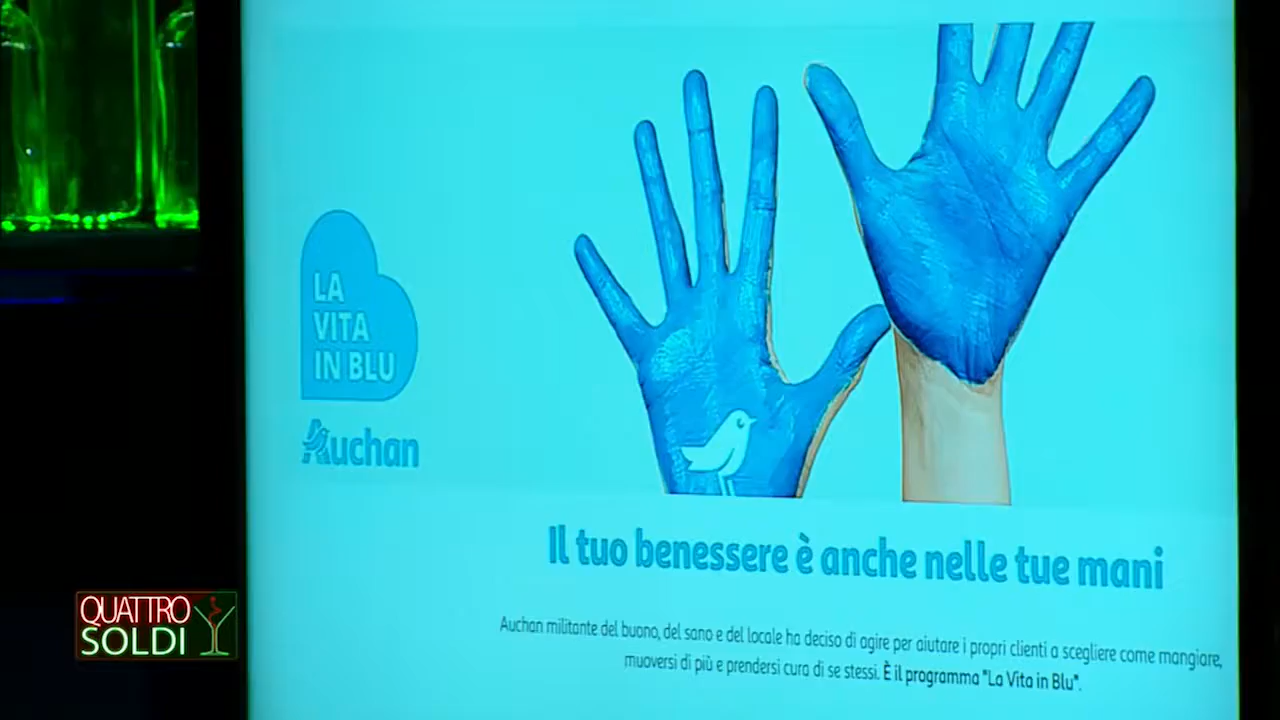 LA
VITA
IN BLU
Auchan
Il tuo benessere è anche nelle tue mani
Auchan militante del buono, del sano e del locale ha deciso di agire per aiutare i propri clienti a scegliere come mangiare,
muoversi di più e prendersi cura di se stessi. È il programma "La Vita in Blu".
QUATTRO
SOLDI